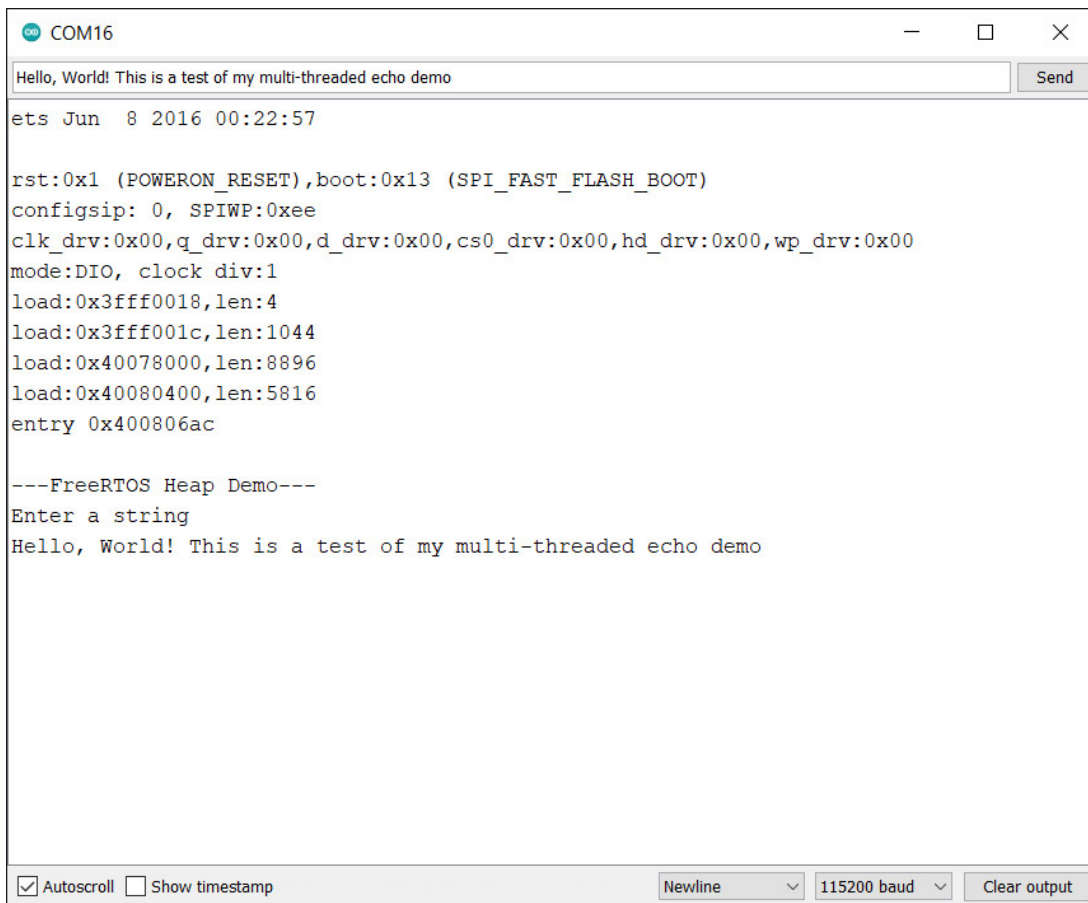 COM16
Hello, World! This is a test of my multi-threaded echo demo
Send
ets Jun  8 2016 00:22:57
rst:0x1 (POWERON_RESET),boot:0x13 (SPI_FAST_FLASH_BOOT)
configsip: 0, SPIWP:0xee
clk_drv:0x00,q_drv:0x00,d_drv:0x00,cs0_drv:0x00,hd_drv:0x00,wp_drv:0x00
mode:DIO, clock div:1
load:0x3fff0018,len:4
load:0x3fff001c,len:1044
load:0x40078000,len:8896
load:0x40080400,len:5816
entry 0x400806ac
---FreeRTOS Heap Demo---
Enter a string
Hello, World! This is a test of my multi-threaded echo demo
Autoscroll Show timestamp Newline 115200 baud Clear output